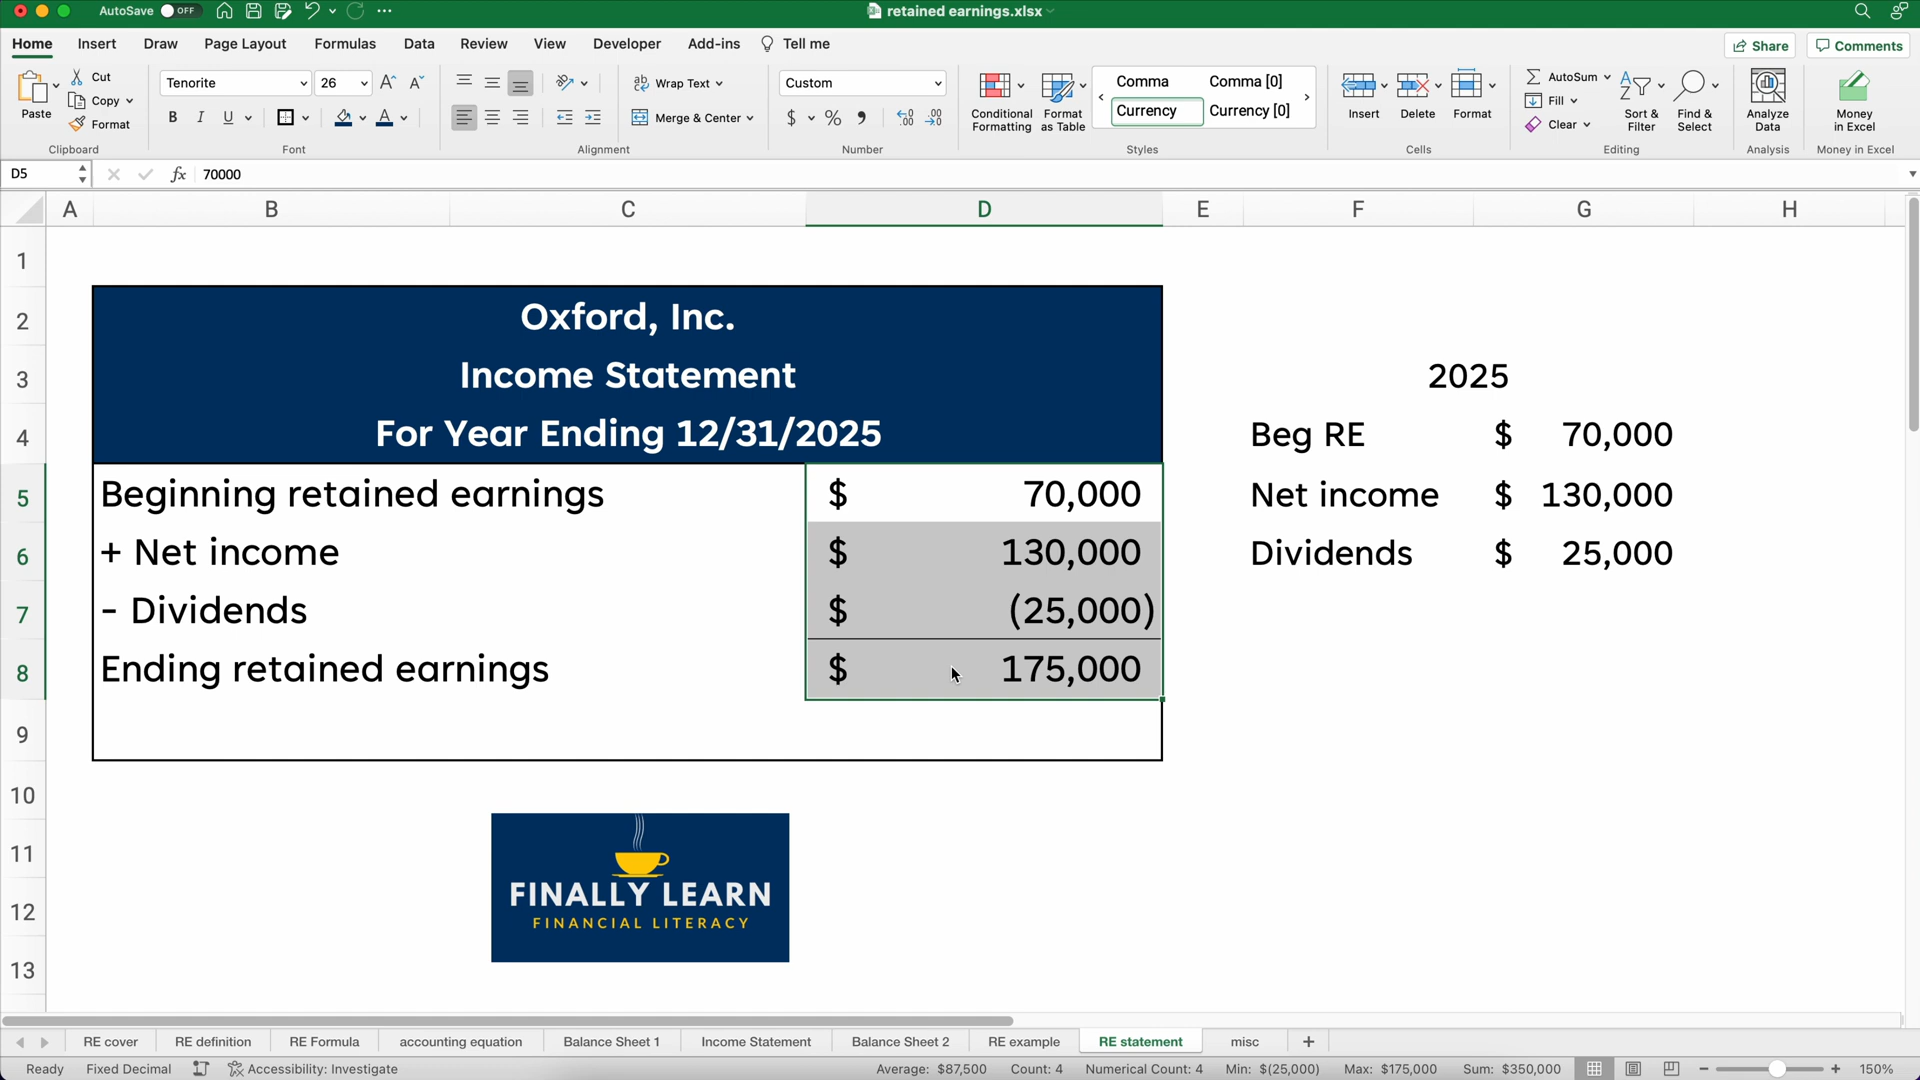 AutoSave OFF
retained earnings.xlsx
Home Insert Draw Page Layout Formulas Data Review View Developer Add-ins Tell me Share Comments
Paste Cut Copy Format Clipboard
Tenorite 26 B I U A Font
Wrap Text Merge & Center Alignment
Custom $ % Number
Conditional Formatting Format as Table Comma Comma [0] Currency Currency [0] Styles
Insert Delete Format Cells
AutoSum Fill Clear Sort & Filter Find & Select Editing
Analyze Data Analysis
Money in Excel Money in Excel
D5 fx 70000
A B C D E F G H
1
2 Oxford, Inc.
3 Income Statement 2025
4 For Year Ending 12/31/2025 Beg RE $ 70,000
5 Beginning retained earnings $ 70,000 Net income $ 130,000
6 + Net income $ 130,000 Dividends $ 25,000
7 - Dividends $ (25,000)
8 Ending retained earnings $ 175,000
9
10
11
12
13
FINALLY LEARN
FINANCIAL LITERACY
RE cover RE definition RE Formula accounting equation Balance Sheet 1 Income Statement Balance Sheet 2 RE example RE statement misc +
Ready Fixed Decimal Accessibility: Investigate Average: $87,500 Count: 4 Numerical Count: 4 Min: $(25,000) Max: $175,000 Sum: $350,000 150%